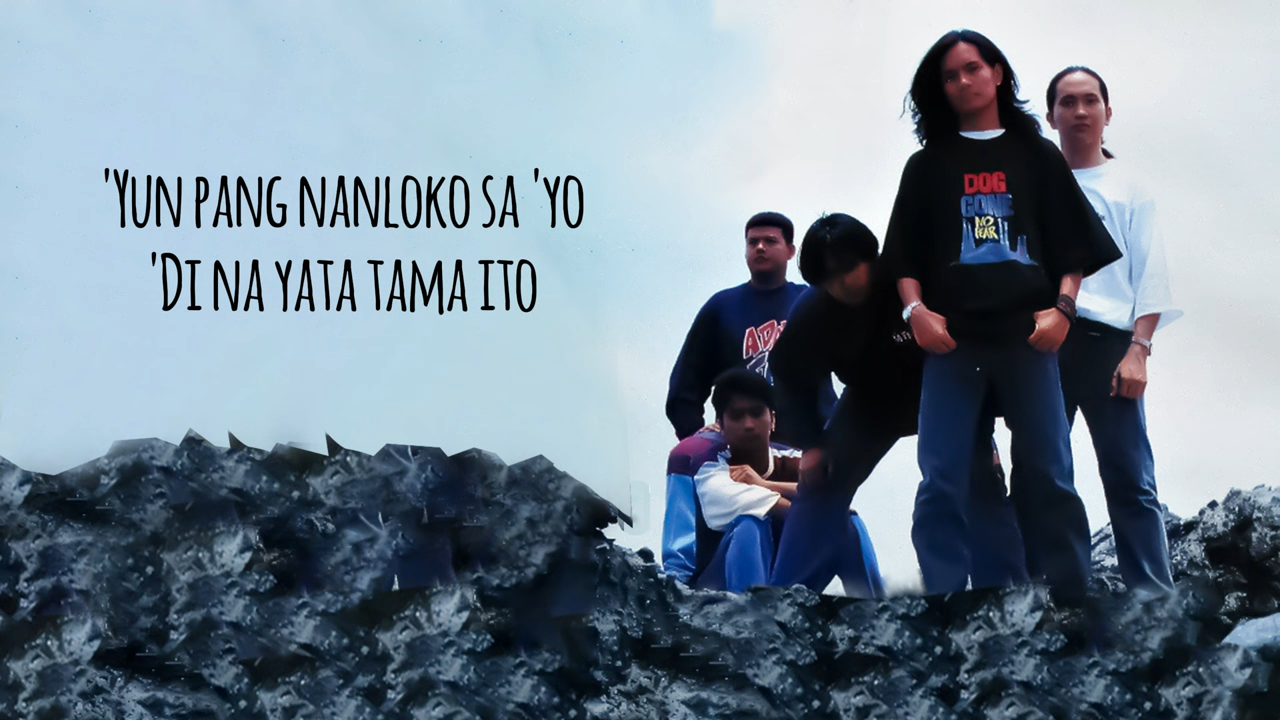 'Yun pang nanloko sa 'yo
'Di na yata tama ito
DOG
GONE
NO
FEAR